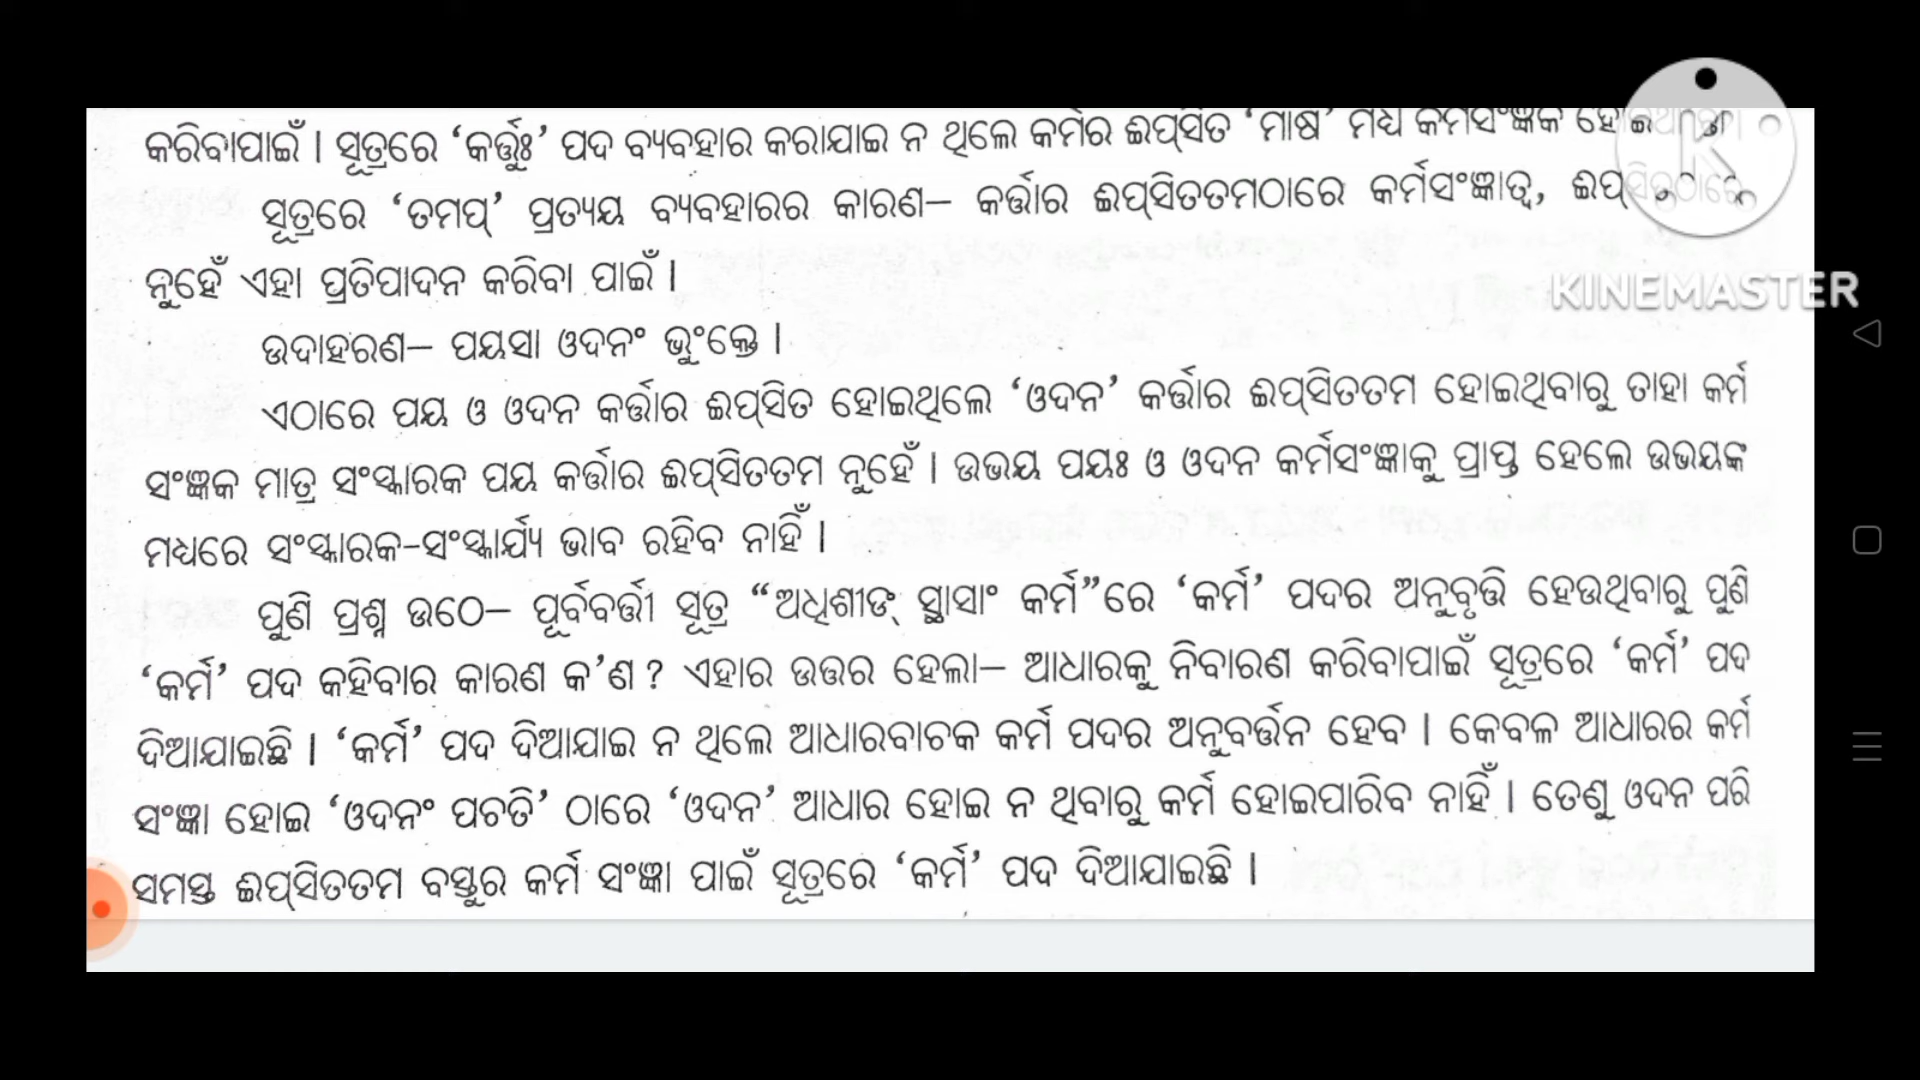 କରିବାପାଇଁ । ସୂତ୍ରରେ ‘କର୍ତ୍ତୁଃ’ ପଦ ବ୍ୟବହାର କରାଯାଇ ନ ଥିଲେ କର୍ମର ଈପ୍‌ସିତ ‘ମାଷ’ ମଧ୍ୟ କର୍ମସଂଜ୍ଞକ ହୋଇ
ସୂତ୍ରରେ ‘ତମପ୍’ ପ୍ରତ୍ୟୟ ବ୍ୟବହାରର କାରଣ– କର୍ତ୍ତାର ଈପ୍‌ସିତତମଠାରେ କର୍ମସଂଜ୍ଞାତ୍ୱ, ଈପ୍‌ସିତଠାରେ
ନୁହେଁ ଏହା ପ୍ରତିପାଦନ କରିବା ପାଇଁ ।
KINEMASTER
ଉଦାହରଣ– ପୟସା ଓଦନଂ ଭୁଂକ୍ତେ ।
ଏଠାରେ ପୟ ଓ ଓଦନ କର୍ତ୍ତାର ଈପ୍‌ସିତ ହୋଇଥିଲେ ‘ଓଦନ’ କର୍ତ୍ତାର ଈପ୍‌ସିତତମ ହୋଇଥିବାରୁ ତାହା କର୍ମ
ସଂଜ୍ଞକ ମାତ୍ର ସଂସ୍କାରକ ପୟ କର୍ତ୍ତାର ଈପ୍‌ସିତତମ ନୁହେଁ । ଉଭୟ ପୟଃ ଓ ଓଦନ କର୍ମସଂଜ୍ଞାକୁ ପ୍ରାପ୍ତ ହେଲେ ଉଭୟଙ୍କ
ମଧ୍ୟରେ ସଂସ୍କାରକ-ସଂସ୍କାର୍ଯ୍ୟ ଭାବ ରହିବ ନାହିଁ ।
ପୁଣି ପ୍ରଶ୍ନ ଉଠେ– ପୂର୍ବବର୍ତ୍ତୀ ସୂତ୍ର “ଅଧିଶୀଙ୍ ସ୍ଥାସାଂ କର୍ମ”ରେ ‘କର୍ମ’ ପଦର ଅନୁବୃତ୍ତି ହେଉଥିବାରୁ ପୁଣି
‘କର୍ମ’ ପଦ କହିବାର କାରଣ କ’ଣ ? ଏହାର ଉତ୍ତର ହେଲା– ଆଧାରକୁ ନିବାରଣ କରିବାପାଇଁ ସୂତ୍ରରେ ‘କର୍ମ’ ପଦ
ଦିଆଯାଇଛି । ‘କର୍ମ’ ପଦ ଦିଆଯାଇ ନ ଥିଲେ ଆଧାରବାଚକ କର୍ମ ପଦର ଅନୁବର୍ତ୍ତନ ହେବ । କେବଳ ଆଧାରର କର୍ମ
ସଂଜ୍ଞା ହୋଇ ‘ଓଦନଂ ପଚତି’ ଠାରେ ‘ଓଦନ’ ଆଧାର ହୋଇ ନ ଥିବାରୁ କର୍ମ ହୋଇପାରିବ ନାହିଁ । ତେଣୁ ଓଦନ ପରି
ସମସ୍ତ ଈପ୍‌ସିତତମ ବସ୍ତୁର କର୍ମ ସଂଜ୍ଞା ପାଇଁ ସୂତ୍ରରେ ‘କର୍ମ’ ପଦ ଦିଆଯାଇଛି ।